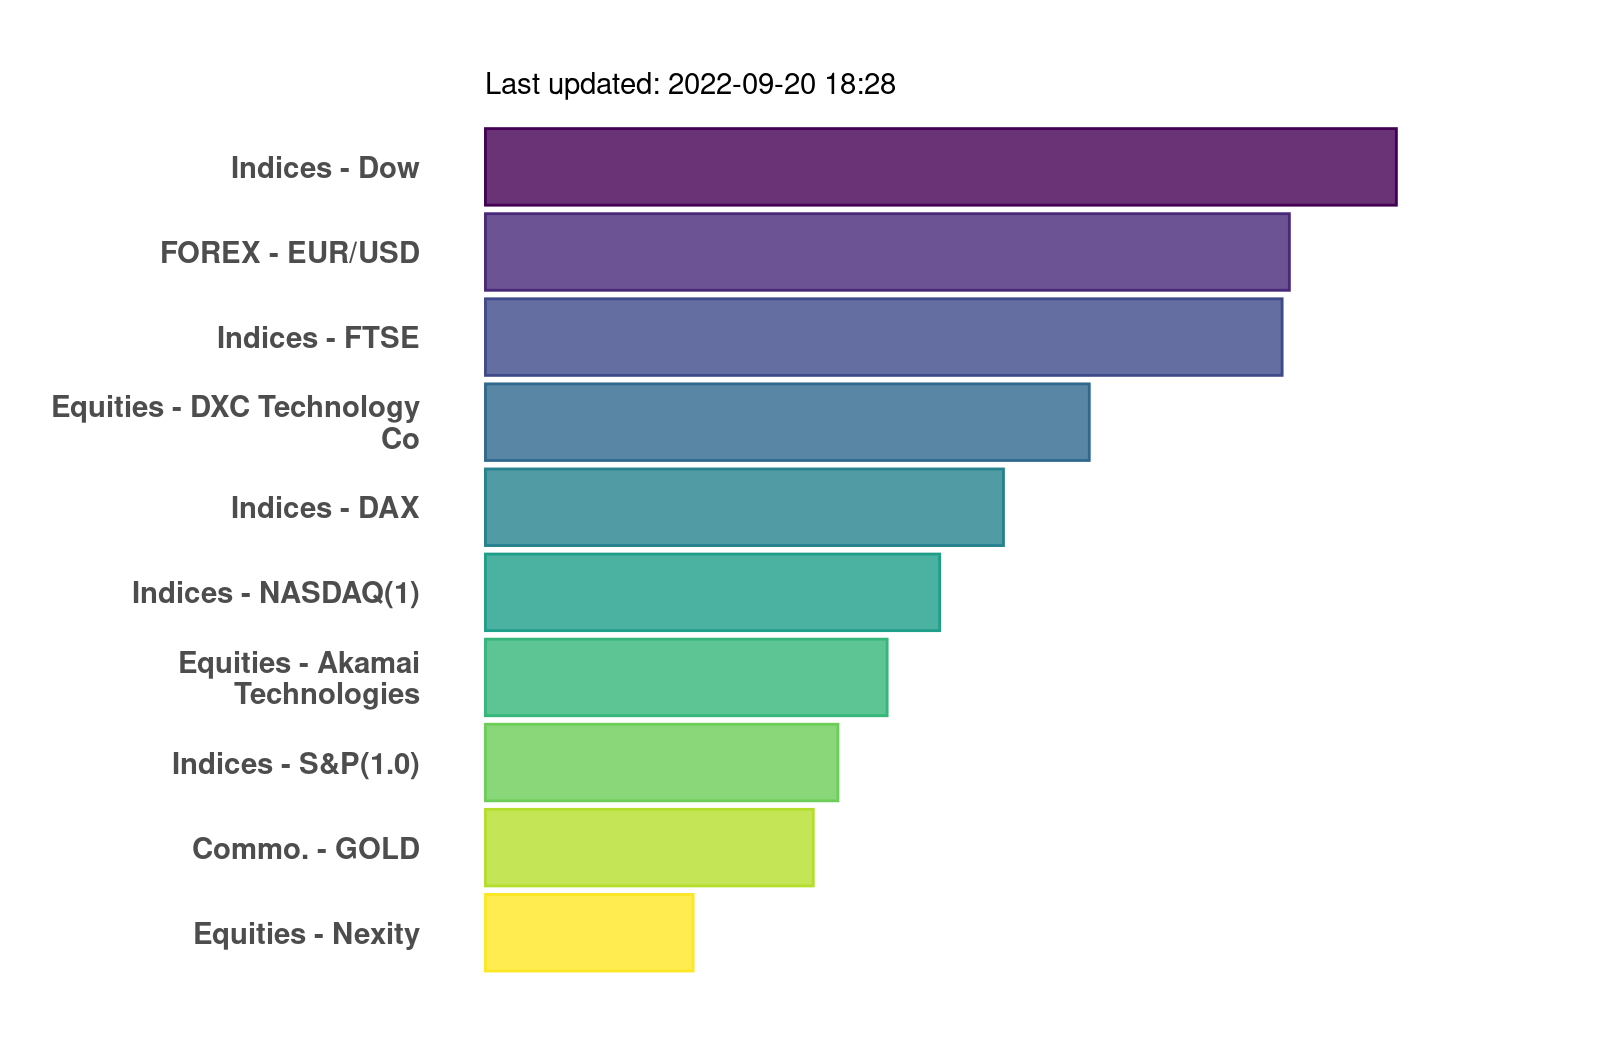 Last updated: 2022-09-20 18:28
Indices - Dow
FOREX - EUR/USD
Indices - FTSE
Equities - DXC Technology
Co
Indices - DAX
Indices - NASDAQ(1)
Equities - Akamai
Technologies
Indices - S&P(1.0)
Commo. - GOLD
Equities - Nexity